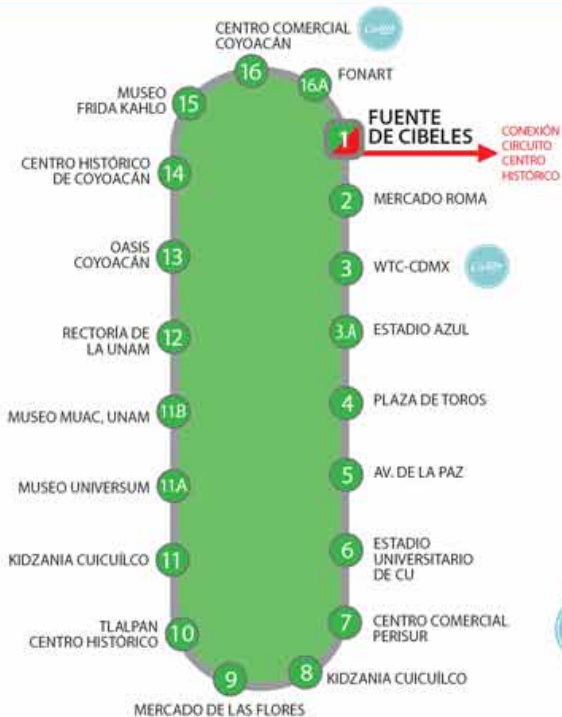 CENTRO COMERCIAL
COYOACÁN
16
16.A
FONART
1
FUENTE
DE CIBELES
CONEXIÓN
CIRCUITO
CENTRO
HISTÓRICO
2
MERCADO ROMA
3
WTC-CDMX
3.A
ESTADIO AZUL
4
PLAZA DE TOROS
5
AV. DE LA PAZ
6
ESTADIO
UNIVERSITARIO
DE CU
7
CENTRO COMERCIAL
PERISUR
8
KIDZANIA CUICUÍLCO
9
MERCADO DE LAS FLORES
10
TLALPAN
CENTRO HISTÓRICO
11
KIDZANIA CUICUÍLCO
11.A
MUSEO UNIVERSUM
11.B
MUSEO MUAC, UNAM
12
RECTORÍA DE
LA UNAM
13
OASIS
COYOACÁN
14
CENTRO HISTÓRICO
DE COYOACÁN
15
MUSEO
FRIDA KAHLO